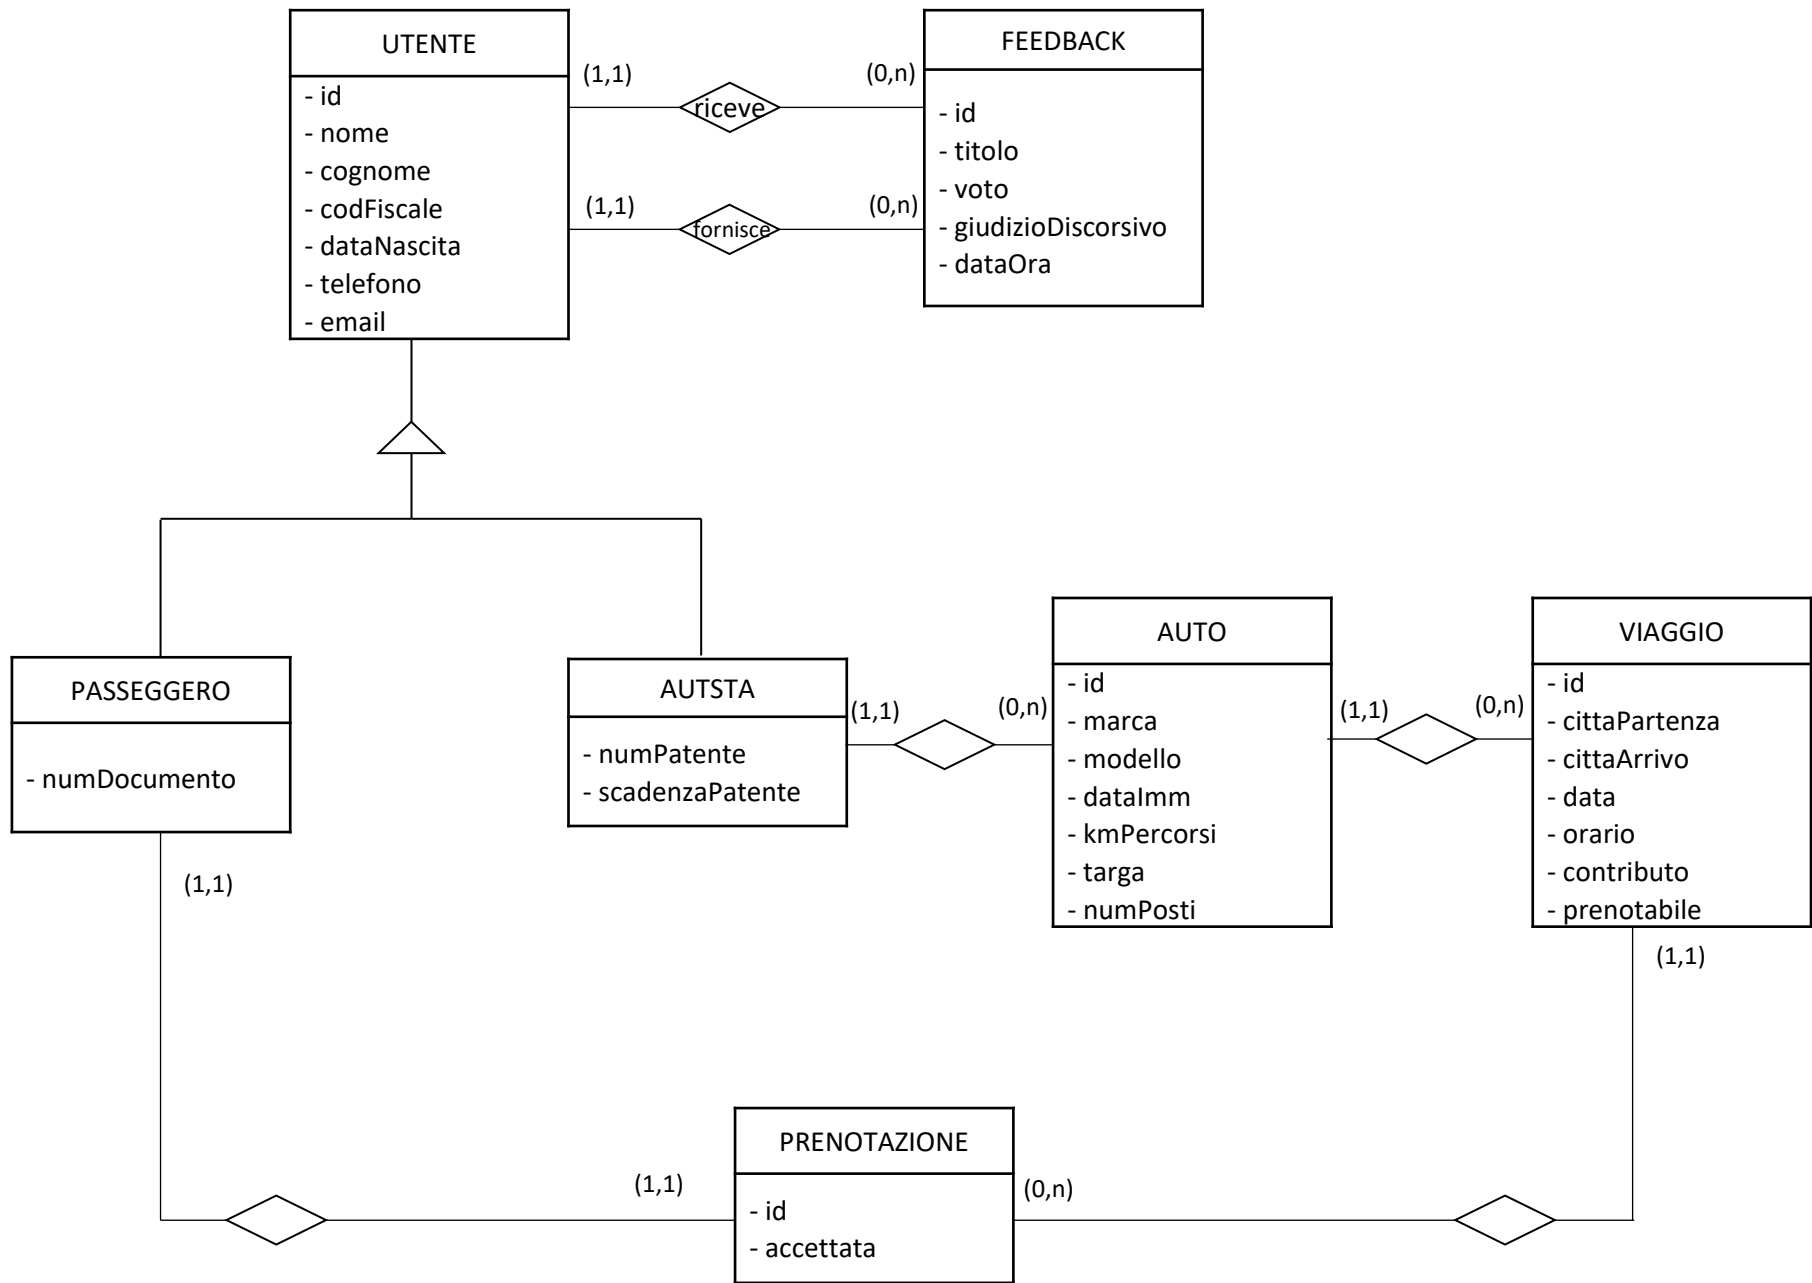 UTENTE
- id
- nome
- cognome
- codFiscale
- dataNascita
- telefono
- email
(1,1)
riceve
(0,n)
(1,1)
fornisce
(0,n)
FEEDBACK
- id
- titolo
- voto
- giudizioDiscorsivo
- dataOra
PASSEGGERO
- numDocumento
(1,1)
AUTSTA
- numPatente
- scadenzaPatente
(1,1)
(0,n)
AUTO
- id
- marca
- modello
- dataImm
- kmPercorsi
- targa
- numPosti
(1,1)
(0,n)
VIAGGIO
- id
- cittaPartenza
- cittaArrivo
- data
- orario
- contributo
- prenotabile
(1,1)
(1,1)
PRENOTAZIONE
- id
- accettata
(0,n)